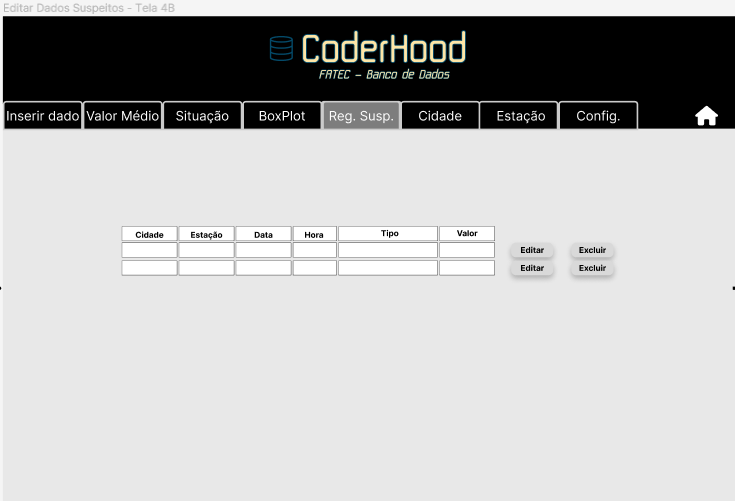 Editar Dados Suspeitos - Tela 4B
CoderHood
FATEC – Banco de Dados
Inserir dado Valor Médio Situação BoxPlot Reg. Susp. Cidade Estação Config.
Cidade Estação Data Hora Tipo Valor
Editar Excluir
Editar Excluir